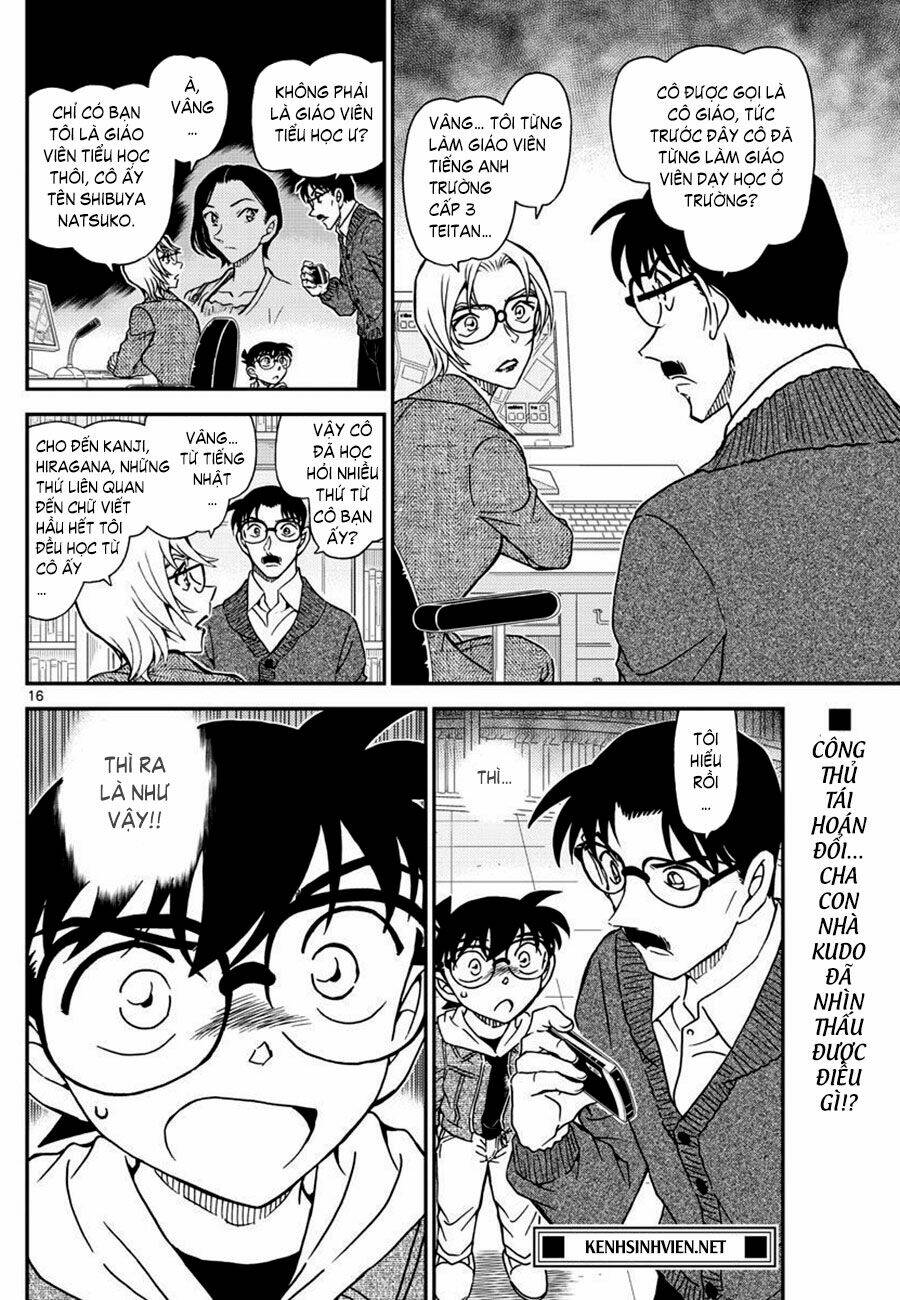 CÔ ĐƯỢC GỌI LÀ
CÔ GIÁO, TỨC
TRƯỚC ĐÂY CÔ ĐÃ
TỪNG LÀM GIÁO
VIÊN DẠY HỌC Ở
TRƯỜNG?
VÂNG... TÔI TỪNG
LÀM GIÁO VIÊN
TIẾNG ANH
TRƯỜNG
CẤP 3
TEITAN...
KHÔNG PHẢI
LÀ GIÁO VIÊN
TIỂU HỌC Ư?
À,
VÂNG
...
CHỈ CÓ BẠN
TÔI LÀ GIÁO
VIÊN TIỂU HỌC
THÔI, CÔ ẤY
TÊN SHIBUYA
NATSUKO.
VẬY CÔ
ĐÃ HỌC
HỎI NHIỀU
THỨ TỪ
CÔ BẠN
ẤY?
VÂNG...
TỪ TIẾNG
NHẬT
...
CHO ĐẾN KANJI,
HIRAGANA, NHỮNG
THỨ LIÊN QUAN
ĐẾN CHỮ VIẾT
HẦU HẾT TÔI
ĐỀU HỌC TỪ
CÔ ẤY
...
16
TÔI
HIỂU
RỒI
...
THÌ...
THÌ RA
LÀ NHƯ
VẬY!!
CÔNG
THỦ
TÁI
HOÁN
ĐỔI...
CHA
CON
NHÀ
KUDO
ĐÃ
NHÌN
THẤU
ĐƯỢC
ĐIỀU
GÌ!?
KENHSINHVIEN.NET